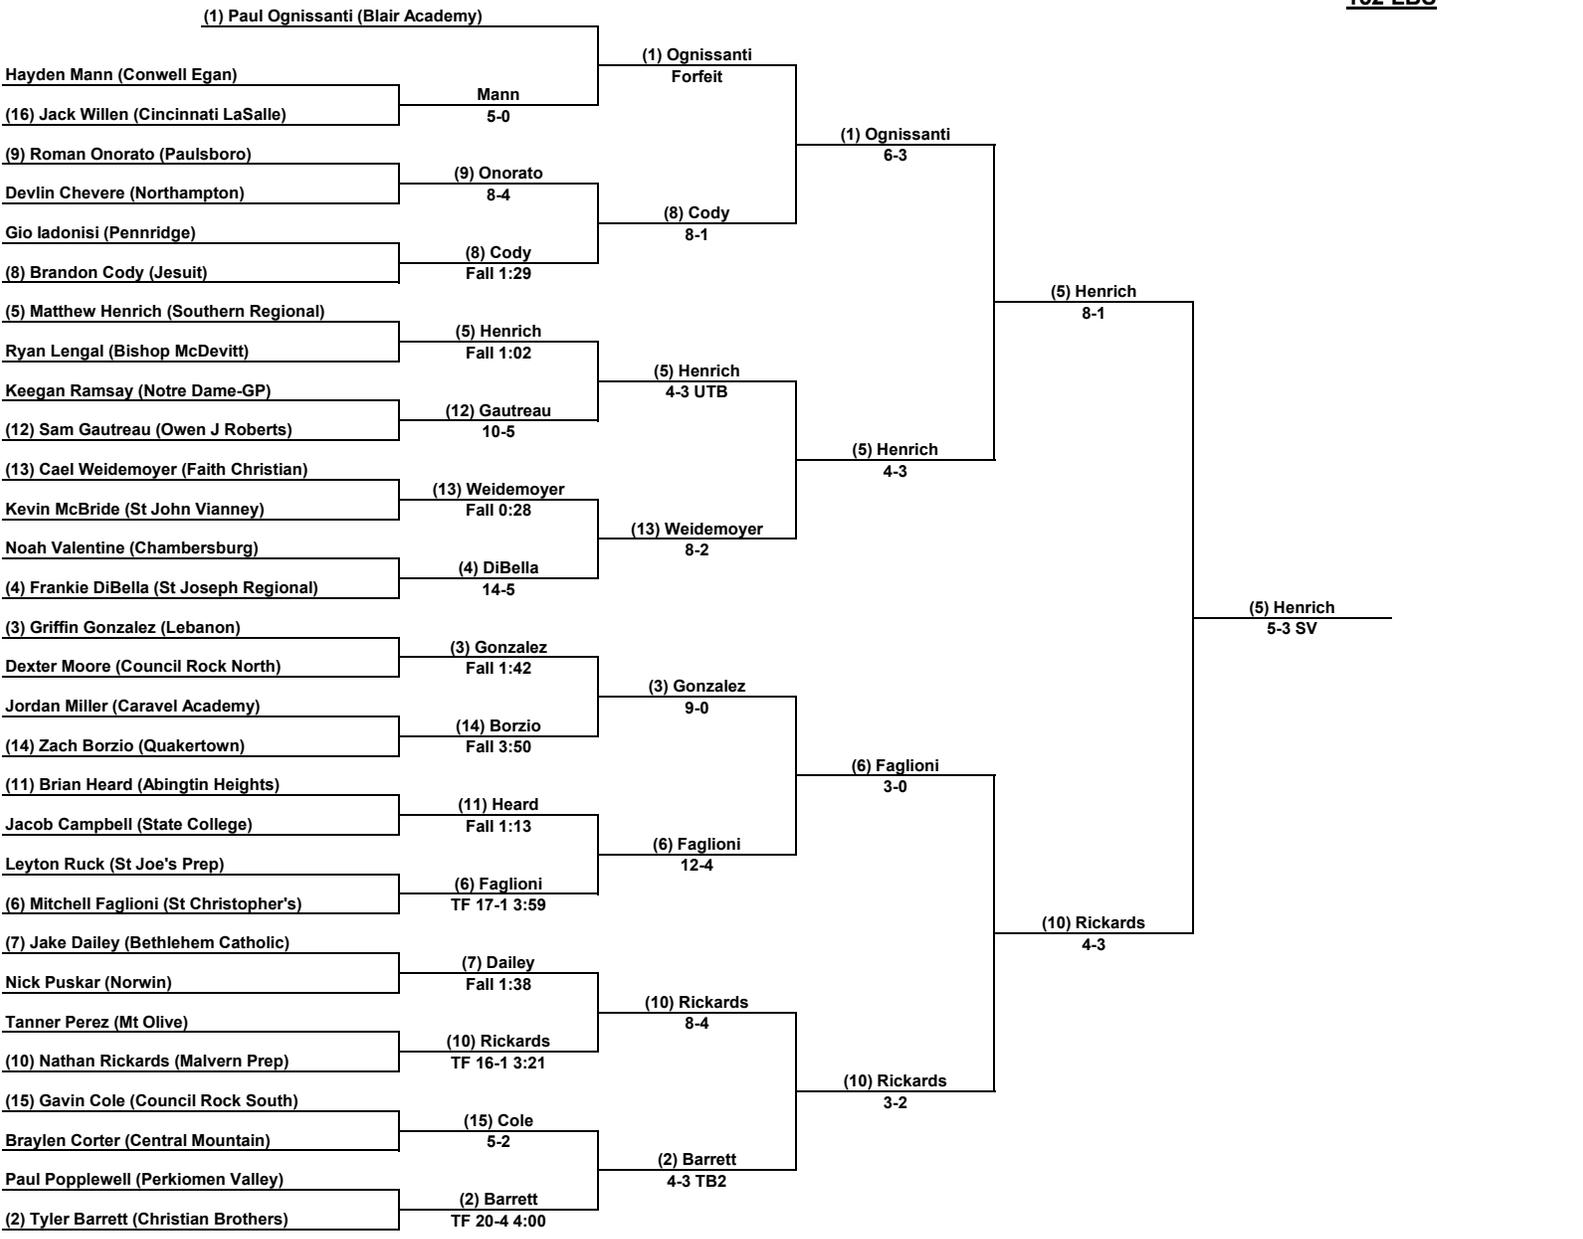 (1) Paul Ognissanti (Blair Academy)
(1) Ognissanti
Forfeit
Hayden Mann (Conwell Egan)
Mann
5-0
(16) Jack Willen (Cincinnati LaSalle)
(1) Ognissanti
6-3
(9) Roman Onorato (Paulsboro)
(9) Onorato
8-4
Devlin Chevere (Northampton)
(8) Cody
8-1
Gio Iadonisi (Pennridge)
(8) Cody
Fall 1:29
(8) Brandon Cody (Jesuit)
(5) Henrich
8-1
(5) Matthew Henrich (Southern Regional)
(5) Henrich
Fall 1:02
Ryan Lengal (Bishop McDevitt)
(5) Henrich
4-3 UTB
Keegan Ramsay (Notre Dame-GP)
(12) Gautreau
10-5
(12) Sam Gautreau (Owen J Roberts)
(5) Henrich
4-3
(13) Cael Weidemoyer (Faith Christian)
(13) Weidemoyer
Fall 0:28
Kevin McBride (St John Vianney)
(13) Weidemoyer
8-2
Noah Valentine (Chambersburg)
(4) DiBella
14-5
(4) Frankie DiBella (St Joseph Regional)
(5) Henrich
5-3 SV
(3) Griffin Gonzalez (Lebanon)
(3) Gonzalez
Fall 1:42
Dexter Moore (Council Rock North)
(3) Gonzalez
9-0
Jordan Miller (Caravel Academy)
(14) Borzio
Fall 3:50
(14) Zach Borzio (Quakertown)
(6) Faglioni
3-0
(11) Brian Heard (Abingtin Heights)
(11) Heard
Fall 1:13
Jacob Campbell (State College)
(6) Faglioni
12-4
Leyton Ruck (St Joe's Prep)
(6) Faglioni
TF 17-1 3:59
(6) Mitchell Faglioni (St Christopher's)
(10) Rickards
4-3
(7) Jake Dailey (Bethlehem Catholic)
(7) Dailey
Fall 1:38
Nick Puskar (Norwin)
(10) Rickards
8-4
Tanner Perez (Mt Olive)
(10) Rickards
TF 16-1 3:21
(10) Nathan Rickards (Malvern Prep)
(10) Rickards
3-2
(15) Gavin Cole (Council Rock South)
(15) Cole
5-2
Braylen Corter (Central Mountain)
(2) Barrett
4-3 TB2
Paul Popplewell (Perkiomen Valley)
(2) Barrett
TF 20-4 4:00
(2) Tyler Barrett (Christian Brothers)